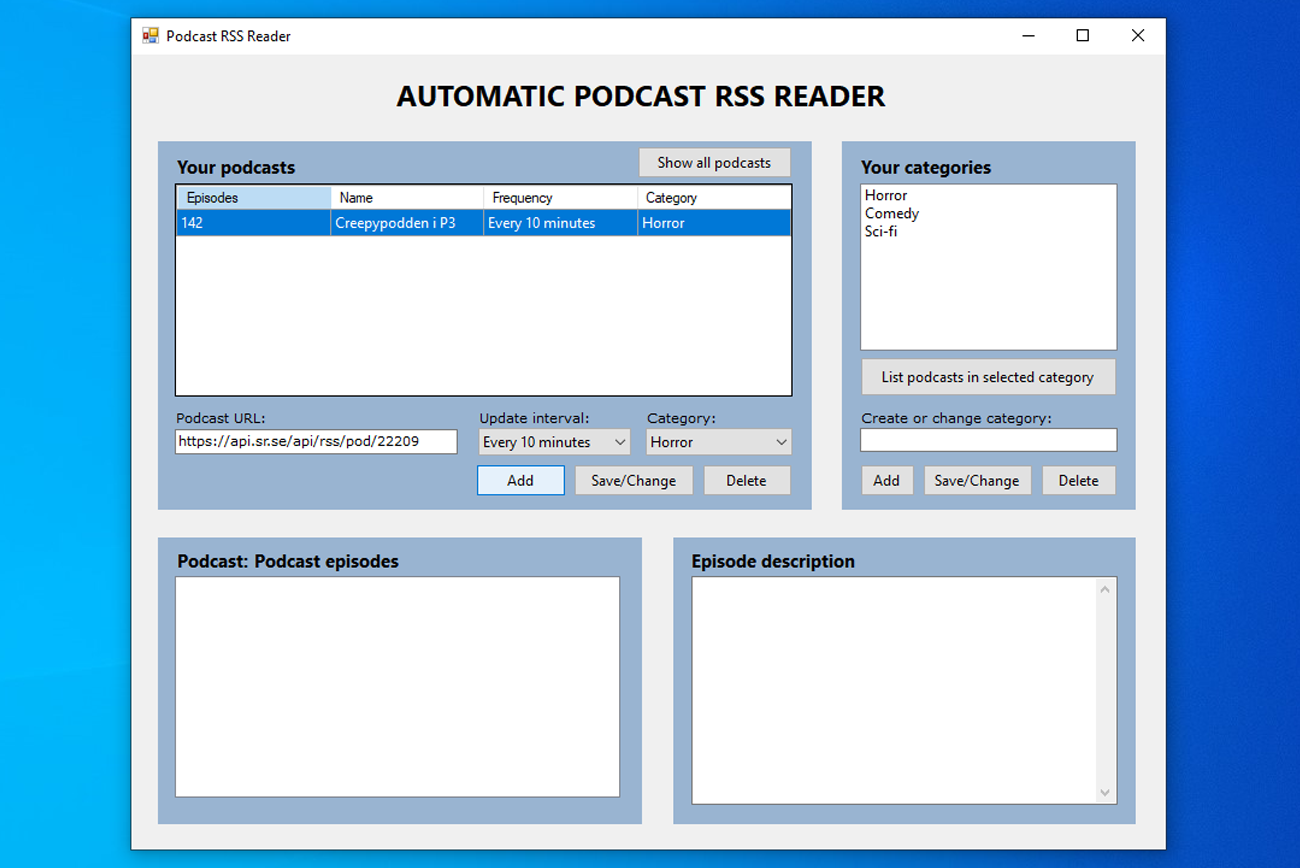 Podcast RSS Reader
AUTOMATIC PODCAST RSS READER
Your podcasts
Show all podcasts
Episodes Name Frequency Category
142 Creepypodden i P3 Every 10 minutes Horror
Podcast URL: Update interval: Category:
https://api.sr.se/api/rss/pod/22209 Every 10 minutes Horror
Add Save/Change Delete
Your categories
Horror
Comedy
Sci-fi
List podcasts in selected category
Create or change category:
Add Save/Change Delete
Podcast: Podcast episodes
Episode description